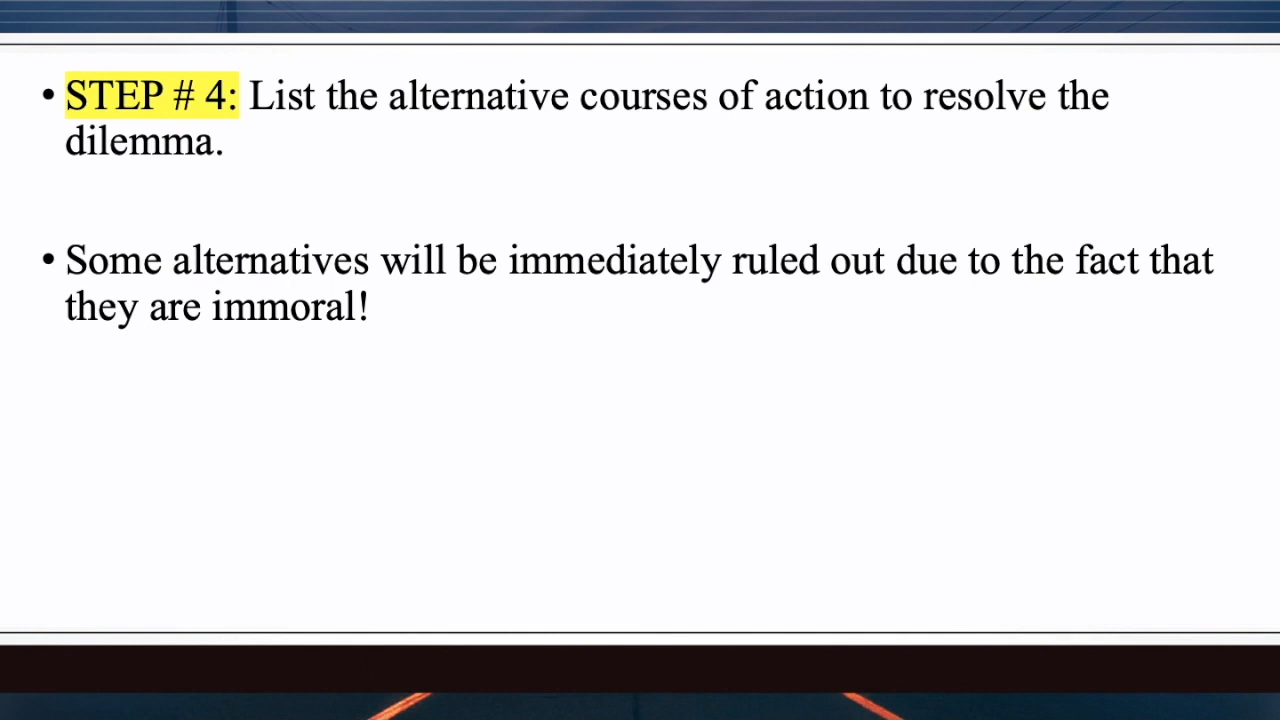 • STEP # 4: List the alternative courses of action to resolve the
dilemma.
• Some alternatives will be immediately ruled out due to the fact that
they are immoral!